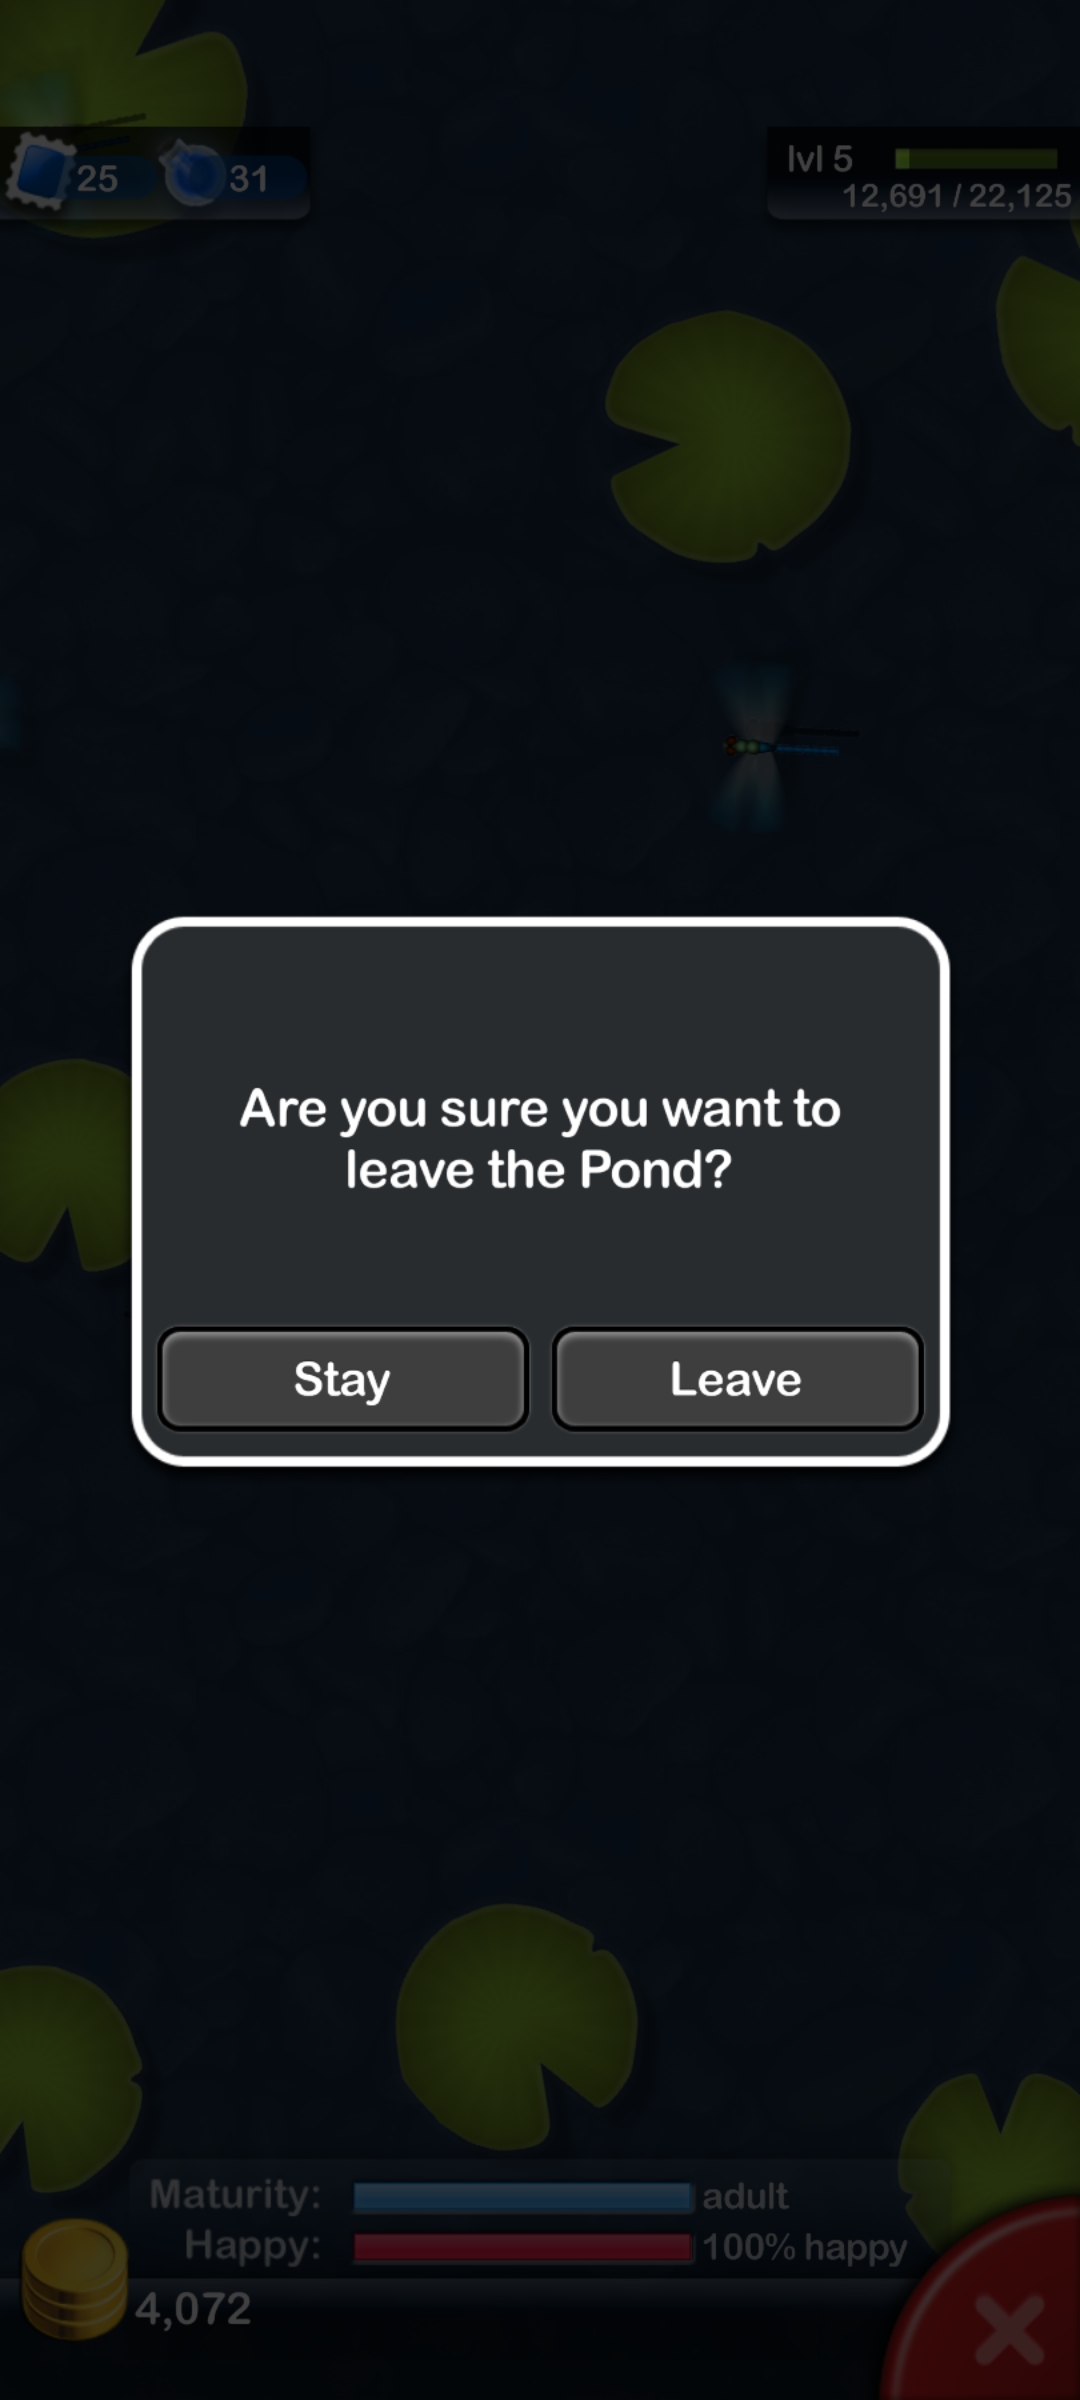 25 31
lvl 5
12,691 / 22,125
Are you sure you want to
leave the Pond?
Stay Leave
Maturity: adult
Happy: 100% happy
4,072